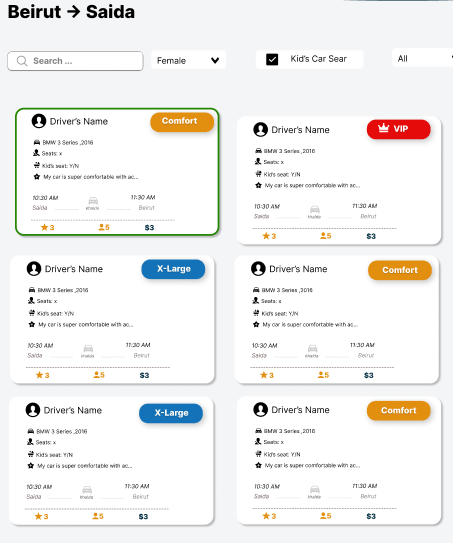 Beirut → Saida
Search ...
Female
Kid's Car Sear
All
Driver's Name
Comfort
BMW 3 Series ,2016
Seats: x
Kid's seat: Y/N
My car is super comfortable with ac...
10:30 AM
11:30 AM
Saida
khalda
Beirut
3
5
$3
Driver's Name
VIP
BMW 3 Series ,2016
Seats: x
Kid's seat: Y/N
My car is super comfortable with ac...
10:30 AM
11:30 AM
Saida
khalda
Beirut
3
5
$3
Driver's Name
X-Large
BMW 3 Series ,2016
Seats: x
Kid's seat: Y/N
My car is super comfortable with ac...
10:30 AM
11:30 AM
Saida
khalda
Beirut
3
5
$3
Driver's Name
Comfort
BMW 3 Series ,2016
Seats: x
Kid's seat: Y/N
My car is super comfortable with ac...
10:30 AM
11:30 AM
Saida
khalda
Beirut
3
5
$3
Driver's Name
X-Large
BMW 3 Series ,2016
Seats: x
Kid's seat: Y/N
My car is super comfortable with ac...
10:30 AM
11:30 AM
Saida
khalda
Beirut
3
5
$3
Driver's Name
Comfort
BMW 3 Series ,2016
Seats: x
Kid's seat: Y/N
My car is super comfortable with ac...
10:30 AM
11:30 AM
Saida
khalda
Beirut
3
5
$3